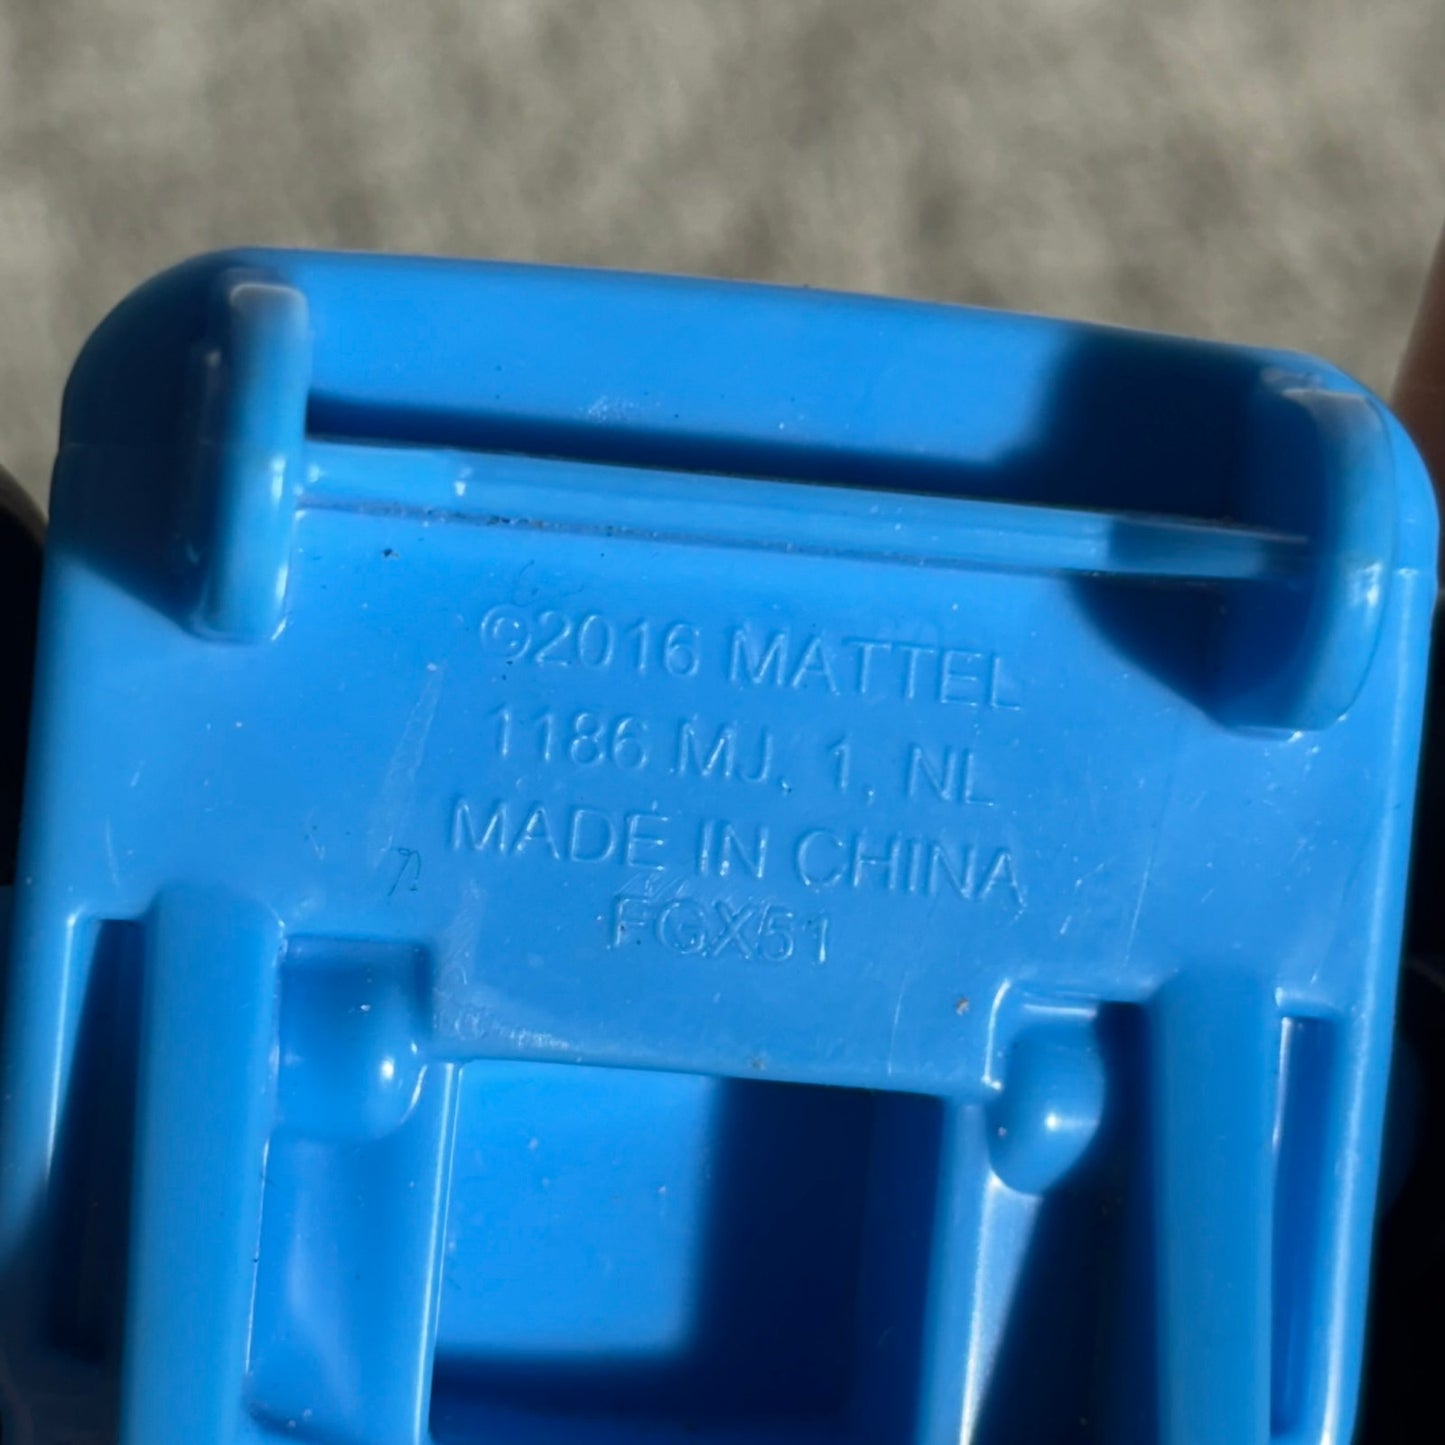 ©2016 MATTEL
1186 MJ, 1, NL
MADE IN CHINA
FGX51